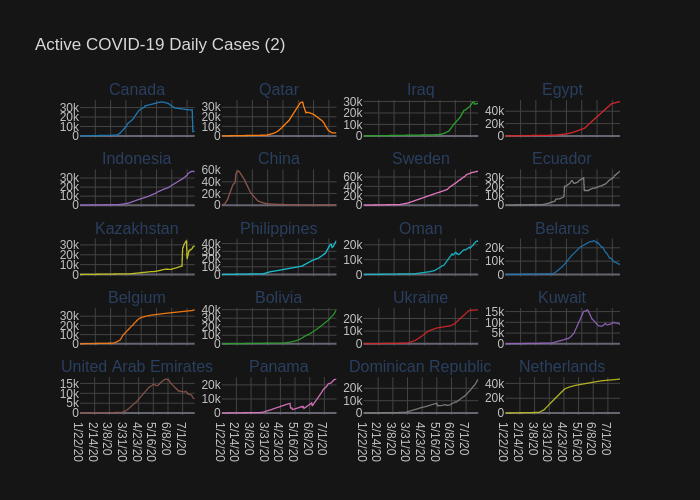 Active COVID-19 Daily Cases (2)
Canada Qatar Iraq Egypt
30k 20k 10k 0 30k 20k 10k 0 30k 20k 10k 0 40k 20k 0
Indonesia China Sweden Ecuador
30k 20k 10k 0 60k 40k 20k 0 60k 40k 20k 0 30k 20k 10k 0
Kazakhstan Philippines Oman Belarus
30k 20k 10k 0 40k 30k 20k 10k 0 20k 10k 0 20k 10k 0
Belgium Bolivia Ukraine Kuwait
30k 20k 10k 0 40k 30k 20k 10k 0 20k 10k 0 15k 10k 5k 0
United Arab Emirates Panama Dominican Republic Netherlands
15k 10k 5k 0 20k 10k 0 20k 10k 0 40k 20k 0
1/22/20 2/14/20 3/8/20 3/31/20 4/23/20 5/16/20 6/8/20 7/1/20 1/22/20 2/14/20 3/8/20 3/31/20 4/23/20 5/16/20 6/8/20 7/1/20 1/22/20 2/14/20 3/8/20 3/31/20 4/23/20 5/16/20 6/8/20 7/1/20 1/22/20 2/14/20 3/8/20 3/31/20 4/23/20 5/16/20 6/8/20 7/1/20